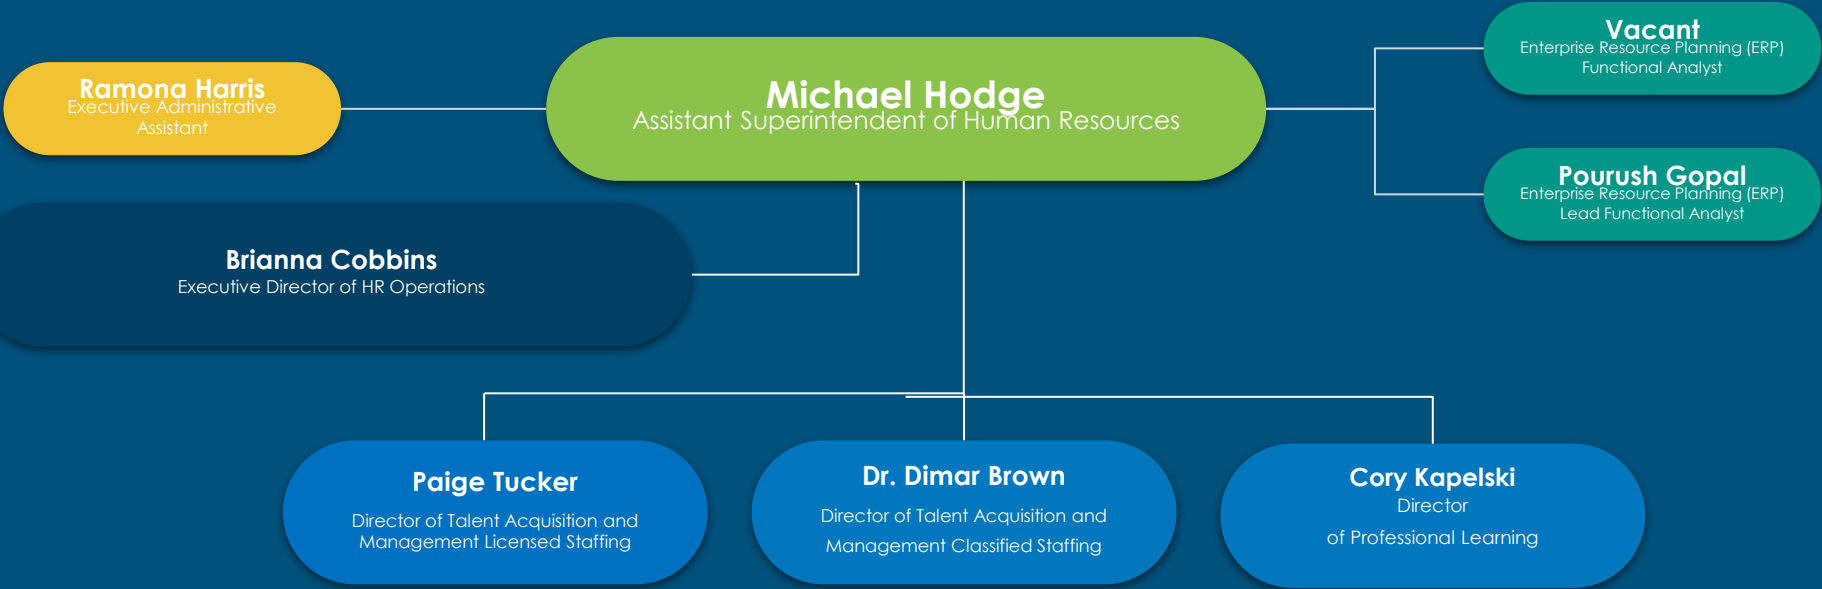 Vacant
Enterprise Resource Planning (ERP)
Functional Analyst
Ramona Harris
Executive Administrative
Assistant
Michael Hodge
Assistant Superintendent of Human Resources
Pourush Gopal
Enterprise Resource Planning (ERP)
Lead Functional Analyst
Brianna Cobbins
Executive Director of HR Operations
Paige Tucker
Director of Talent Acquisition and
Management Licensed Staffing
Dr. Dimar Brown
Director of Talent Acquisition and
Management Classified Staffing
Cory Kapelski
Director
of Professional Learning